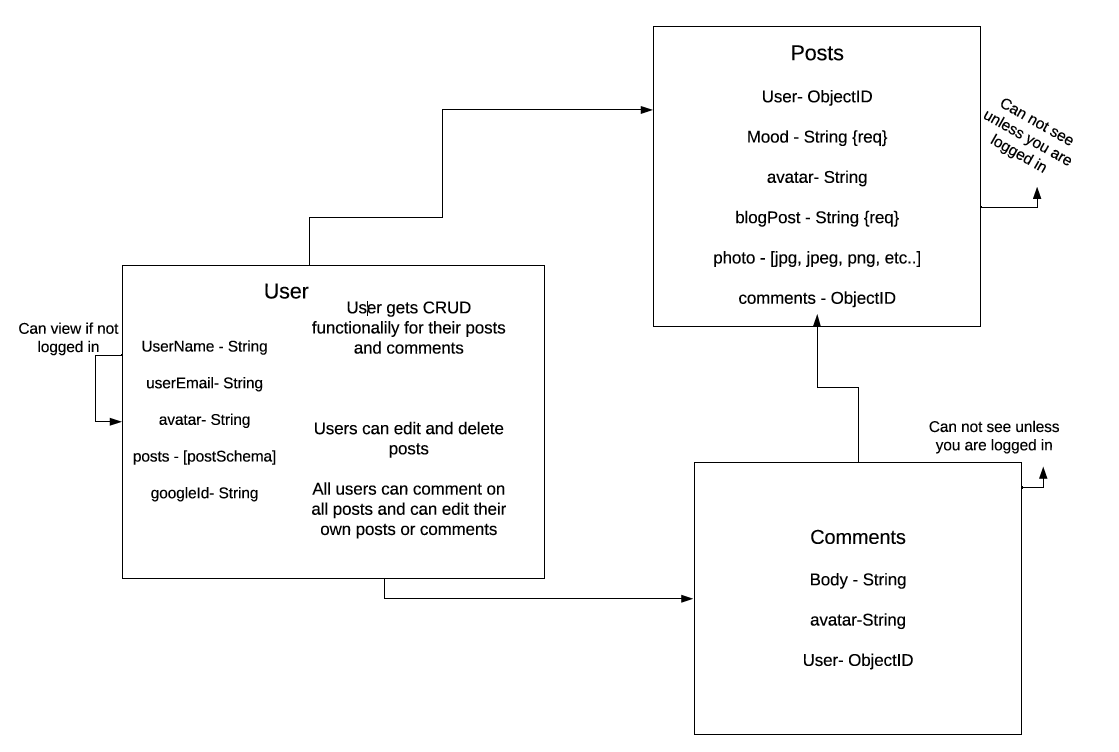 Posts
User- ObjectID
Mood - String {req}
avatar- String
blogPost - String {req}
photo - [jpg, jpeg, png, etc..]
comments - ObjectID
Can not see
unless you are
logged in
User
User gets CRUD
functionalily for their posts
and comments
Can view if not
logged in
UserName - String
userEmail- String
avatar- String
posts - [postSchema]
googleId- String
Users can edit and delete
posts
All users can comment on
all posts and can edit their
own posts or comments
Can not see unless
you are logged in
Comments
Body - String
avatar-String
User- ObjectID